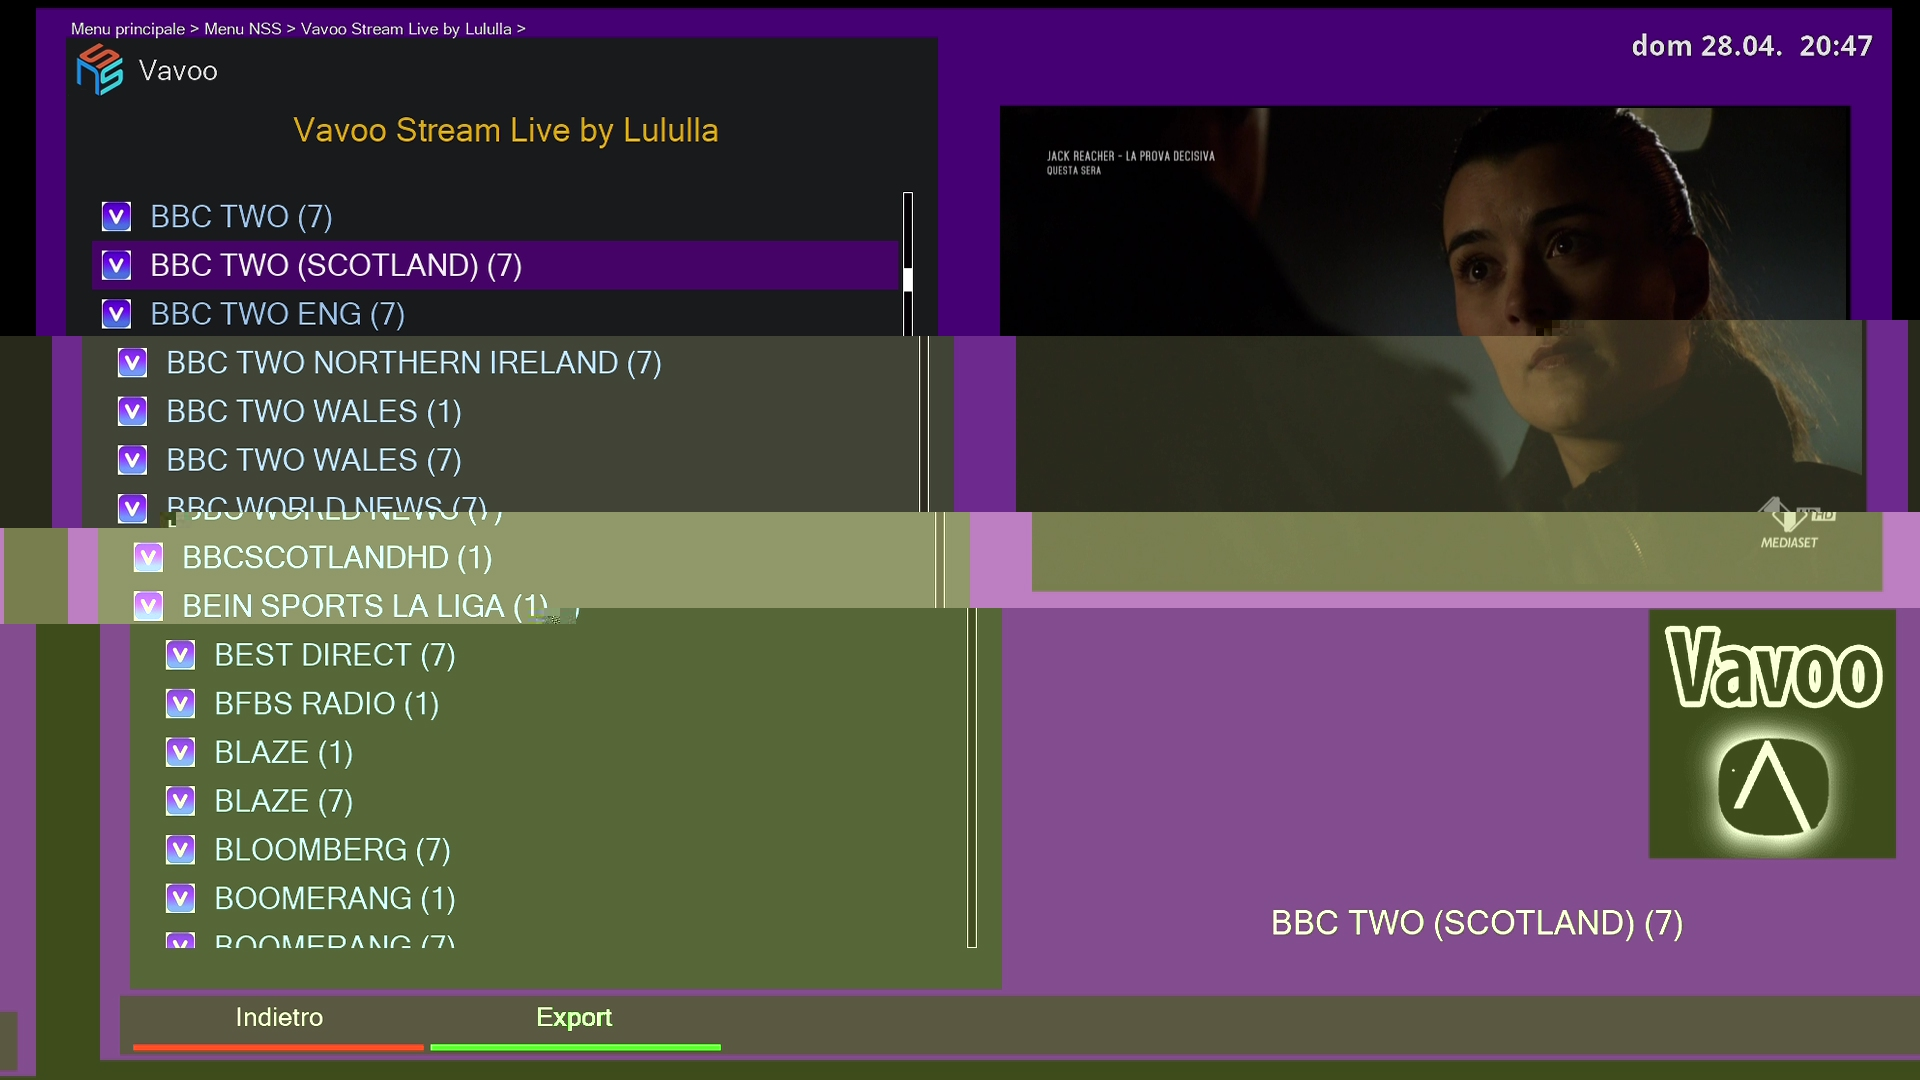 Menu principale > Menu NSS > Vavoo Stream Live by Lululla >
dom 28.04. 20:47
Vavoo
Vavoo Stream Live by Lululla
JACK REACHER - LA PROVA DECISIVA
QUESTA SERA
BBC TWO (7)
BBC TWO (SCOTLAND) (7)
BBC TWO ENG (7)
BBC TWO NORTHERN IRELAND (7)
BBC TWO WALES (1)
BBC TWO WALES (7)
BBC WORLD NEWS (7)
HD
MEDIASET
BBCSCOTLANDHD (1)
BEIN SPORTS LA LIGA (1)
BEST DIRECT (7)
BFBS RADIO (1)
BLAZE (1)
BLAZE (7)
BLOOMBERG (7)
BOOMERANG (1)
BOOMERANG (7)
Vavoo
BBC TWO (SCOTLAND) (7)
Indietro
Export